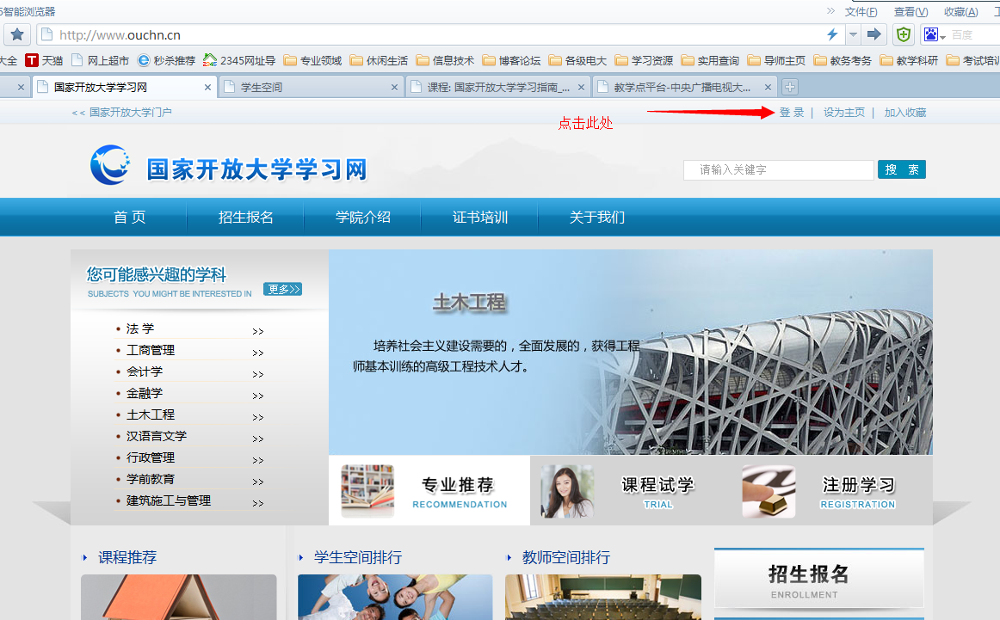 5智能浏览器
» 文件(F) 查看(V) 收藏(A)
http://www.ouchn.cn 百度
大全 天猫 网上超市 秒杀推荐 2345网址导 专业领域 休闲生活 信息技术 博客论坛 各级电大 学习资源 实用查询 导师主页 教务考务 教学科研 考试培训
国家开放大学学习网 学生空间 课程: 国家开放大学学习指南_... 教学点平台-中央广播电视大...
<< 国家开放大学门户 点击此处 登 录 | 设为主页 | 加入收藏
国家开放大学学习网 请输入关键字 搜 索
首 页 招生报名 学院介绍 证书培训 关于我们
您可能感兴趣的学科
SUBJECTS YOU MIGHT BE INTERESTED IN 更多>>
法 学 >>
工商管理 >>
会计学 >>
金融学 >>
土木工程 >>
汉语言文学 >>
行政管理 >>
学前教育 >>
建筑施工与管理 >>
土木工程
培养社会主义建设需要的，全面发展的，获得工程
师基本训练的高级工程技术人才。
专业推荐
RECOMMENDATION
课程试学
TRIAL
注册学习
REGISTRATION
课程推荐 学生空间排行 教师空间排行
招生报名
ENROLLMENT